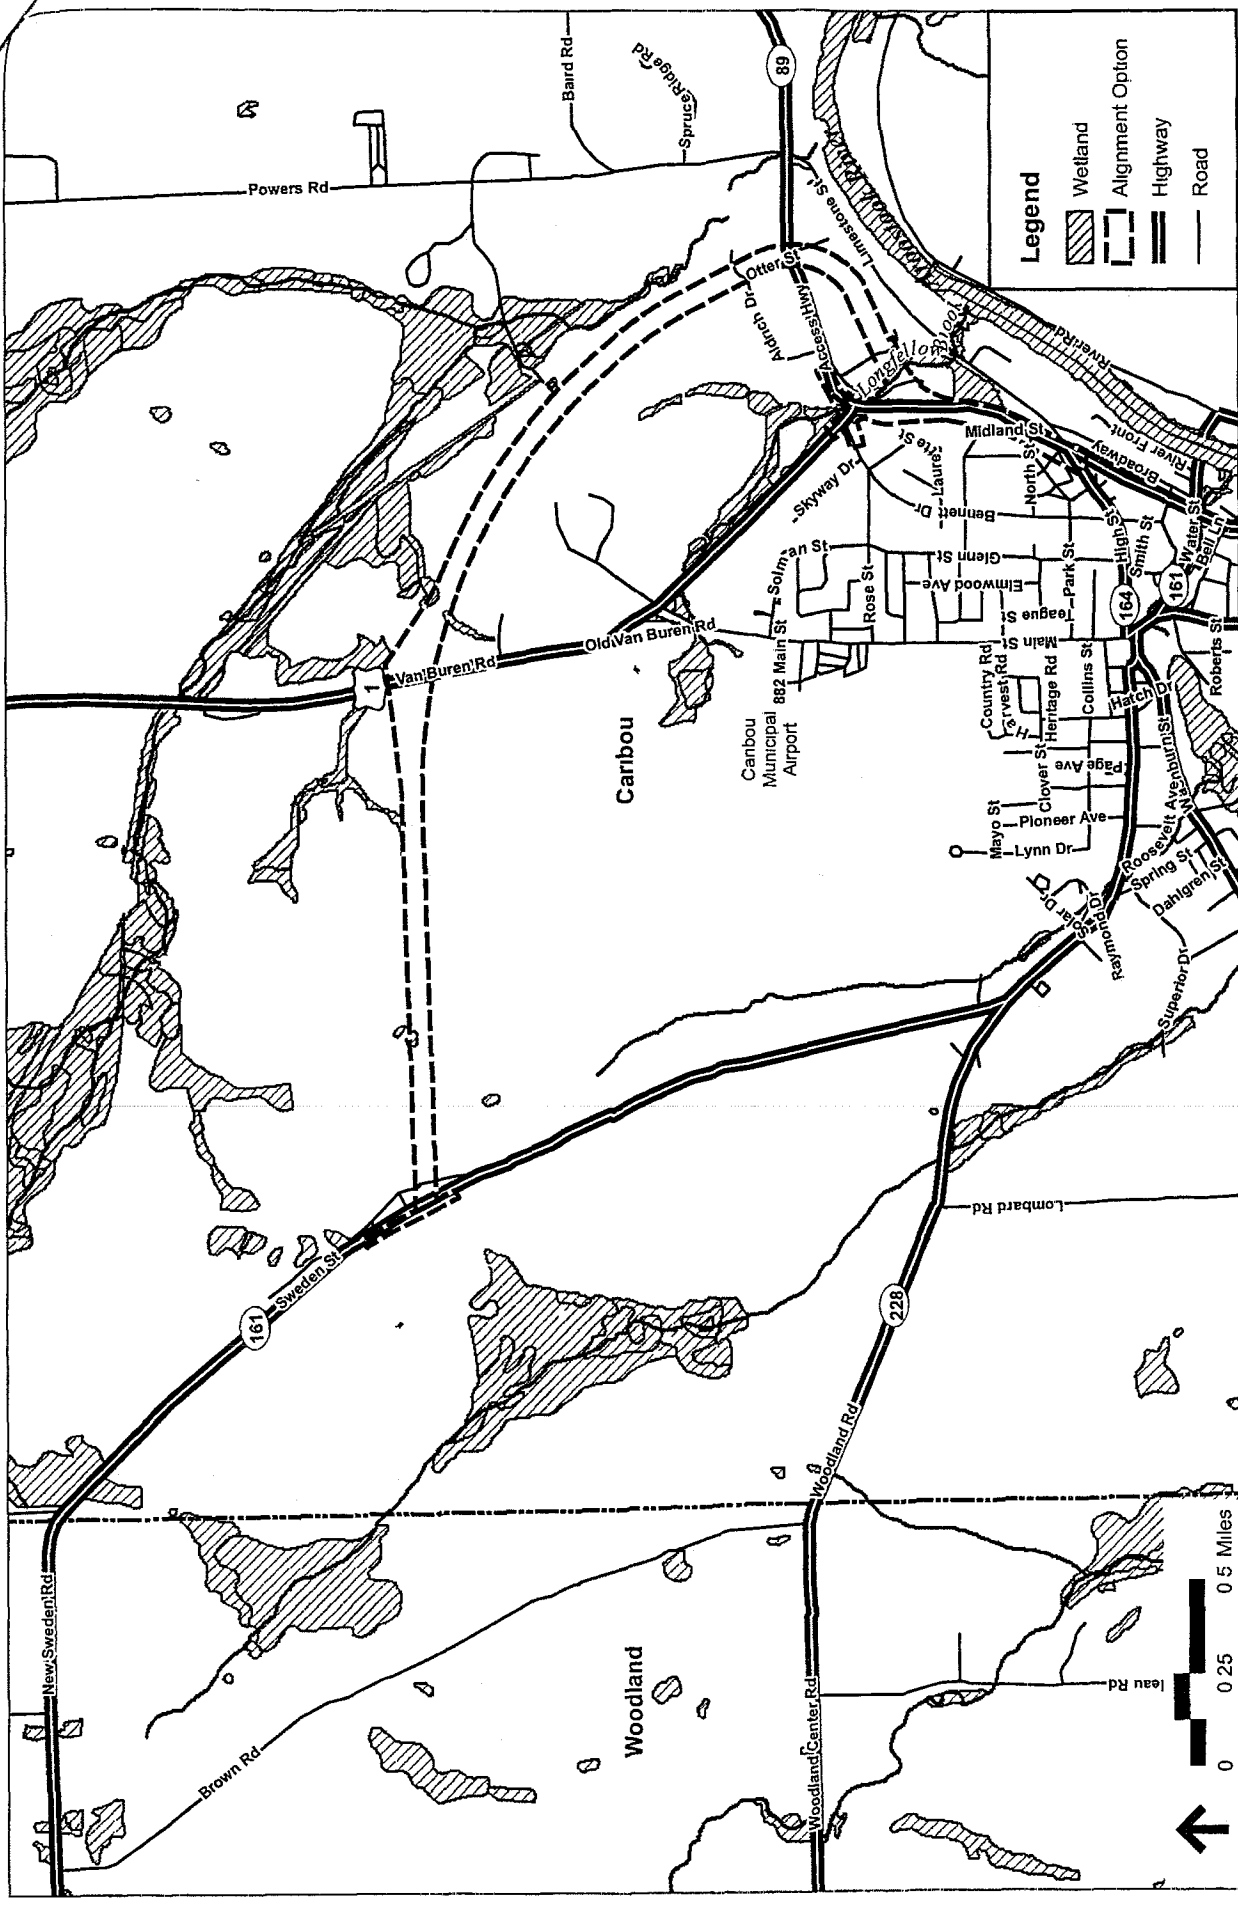 New Sweden Rd
Brown Rd
Woodland
Woodland Center Rd
Woodland Rd
228
Lombard Rd
161
Sweden St
1
Van Buren Rd
Old Van Buren Rd
Caribou
Caribou
Municipal
Airport
882 Main St
Powers Rd
Baird Rd
Spruce Ridge Rd
89
Limestone St
Otter St
Aldrich Dr
Access Hwy
Longfellow Brook
River Rd
Midland St
Skyway Dr
Bennett Dr
North St
Broadway
River Front
Solman St
Rose St
Glenn St
Elmwood Ave
Teague St
Park St
Main St
High St
Smith St
Water St
Bell Ln
164
161
Roberts St
Country Rd
Harvest Rd
Heritage Rd
Collins St
Hatch Dr
Clover St
Page Ave
Mayo St
Pioneer Ave
Lynn Dr
Solar Dr
Raymond Dr
Roosevelt Ave
Spring St
Dahlgren St
Superior Dr
Legend
Wetland
Alignment Option
Highway
Road
0
0 25
0 5 Miles